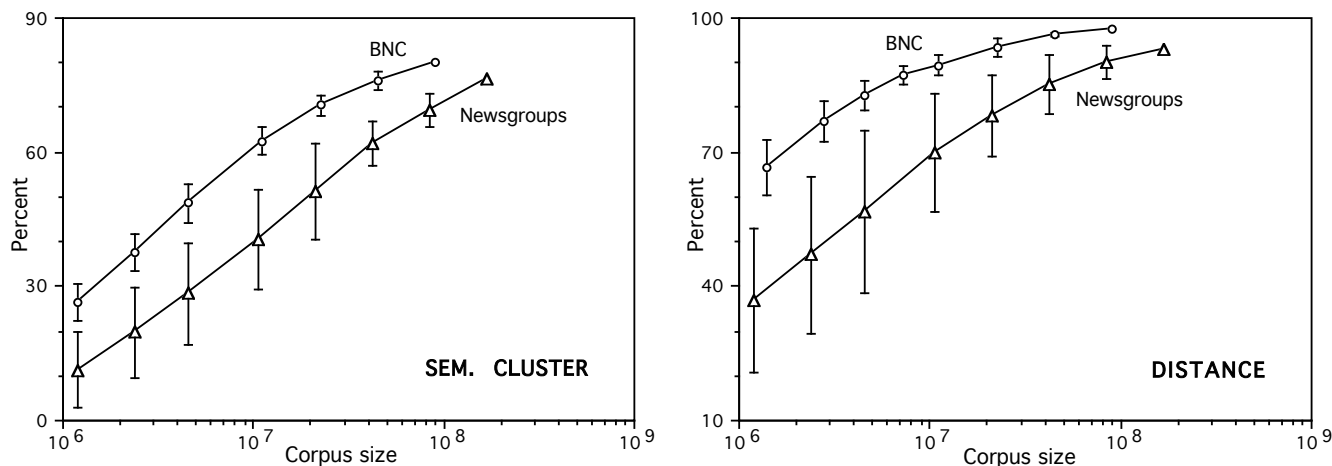 90
60
30
0
Percent
BNC
Newsgroups
SEM. CLUSTER
10^6
10^7
10^8
10^9
Corpus size
100
70
40
10
Percent
BNC
Newsgroups
DISTANCE
10^6
10^7
10^8
10^9
Corpus size